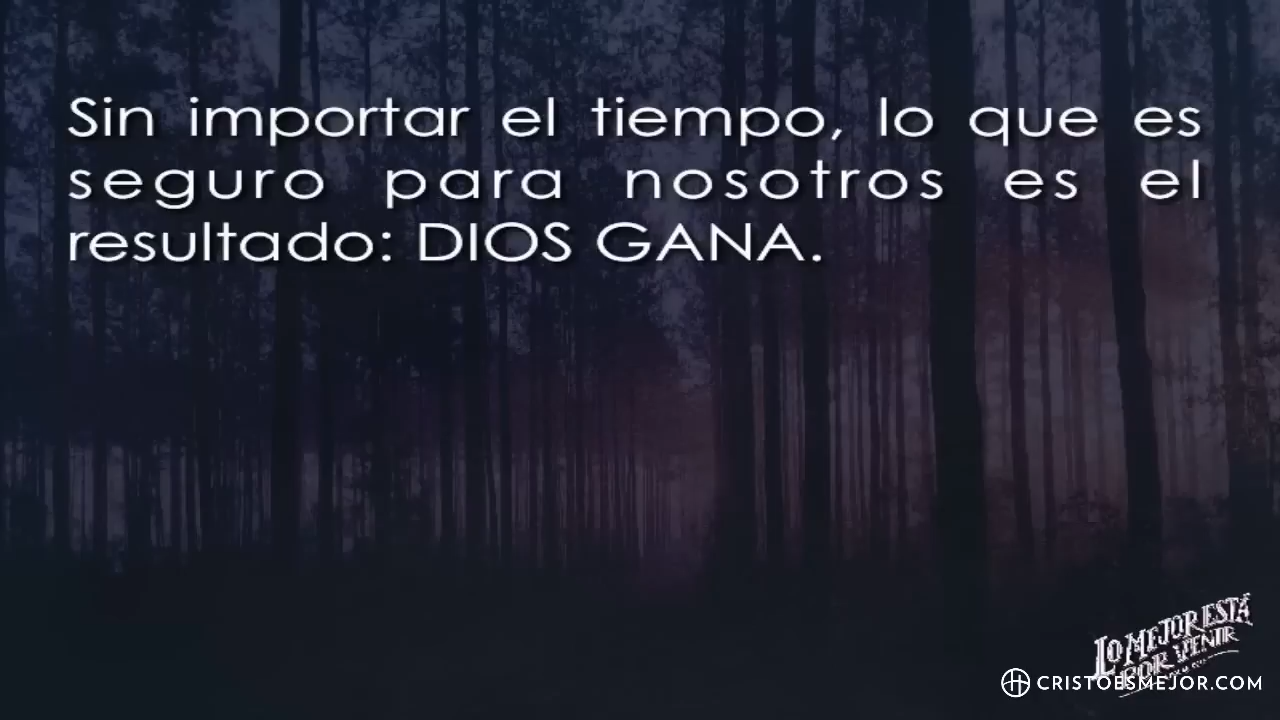 Sin importar el tiempo, lo que es
seguro para nosotros es el
resultado: DIOS GANA.
LO MEJOR ESTÁ
POR VENIR
CRISTOESMEJOR.COM